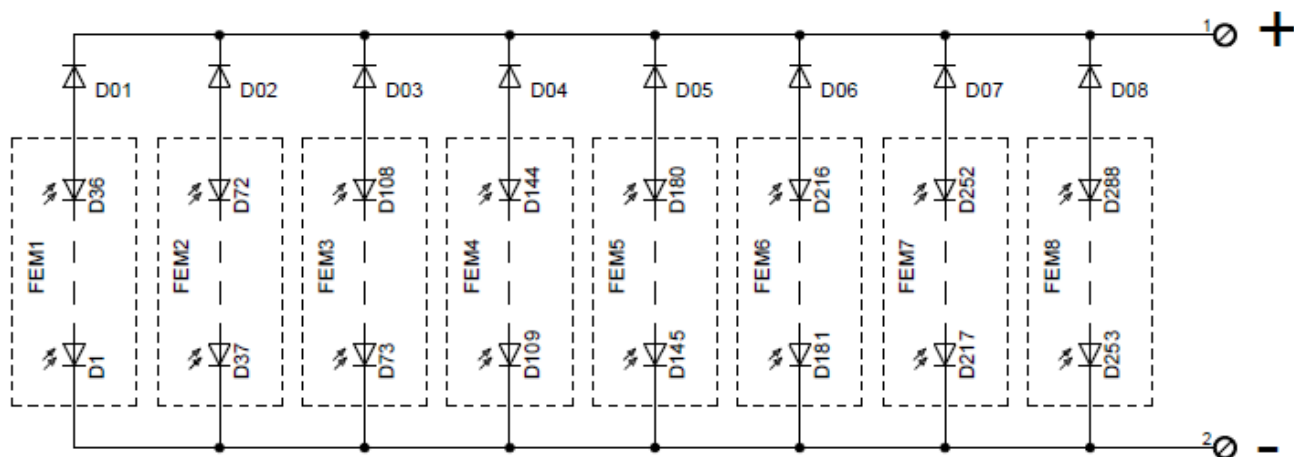 1 +
D01 D02 D03 D04 D05 D06 D07 D08
D36 D72 D108 D144 D180 D216 D252 D288
FEM1 FEM2 FEM3 FEM4 FEM5 FEM6 FEM7 FEM8
D1 D37 D73 D109 D145 D181 D217 D253
2 -